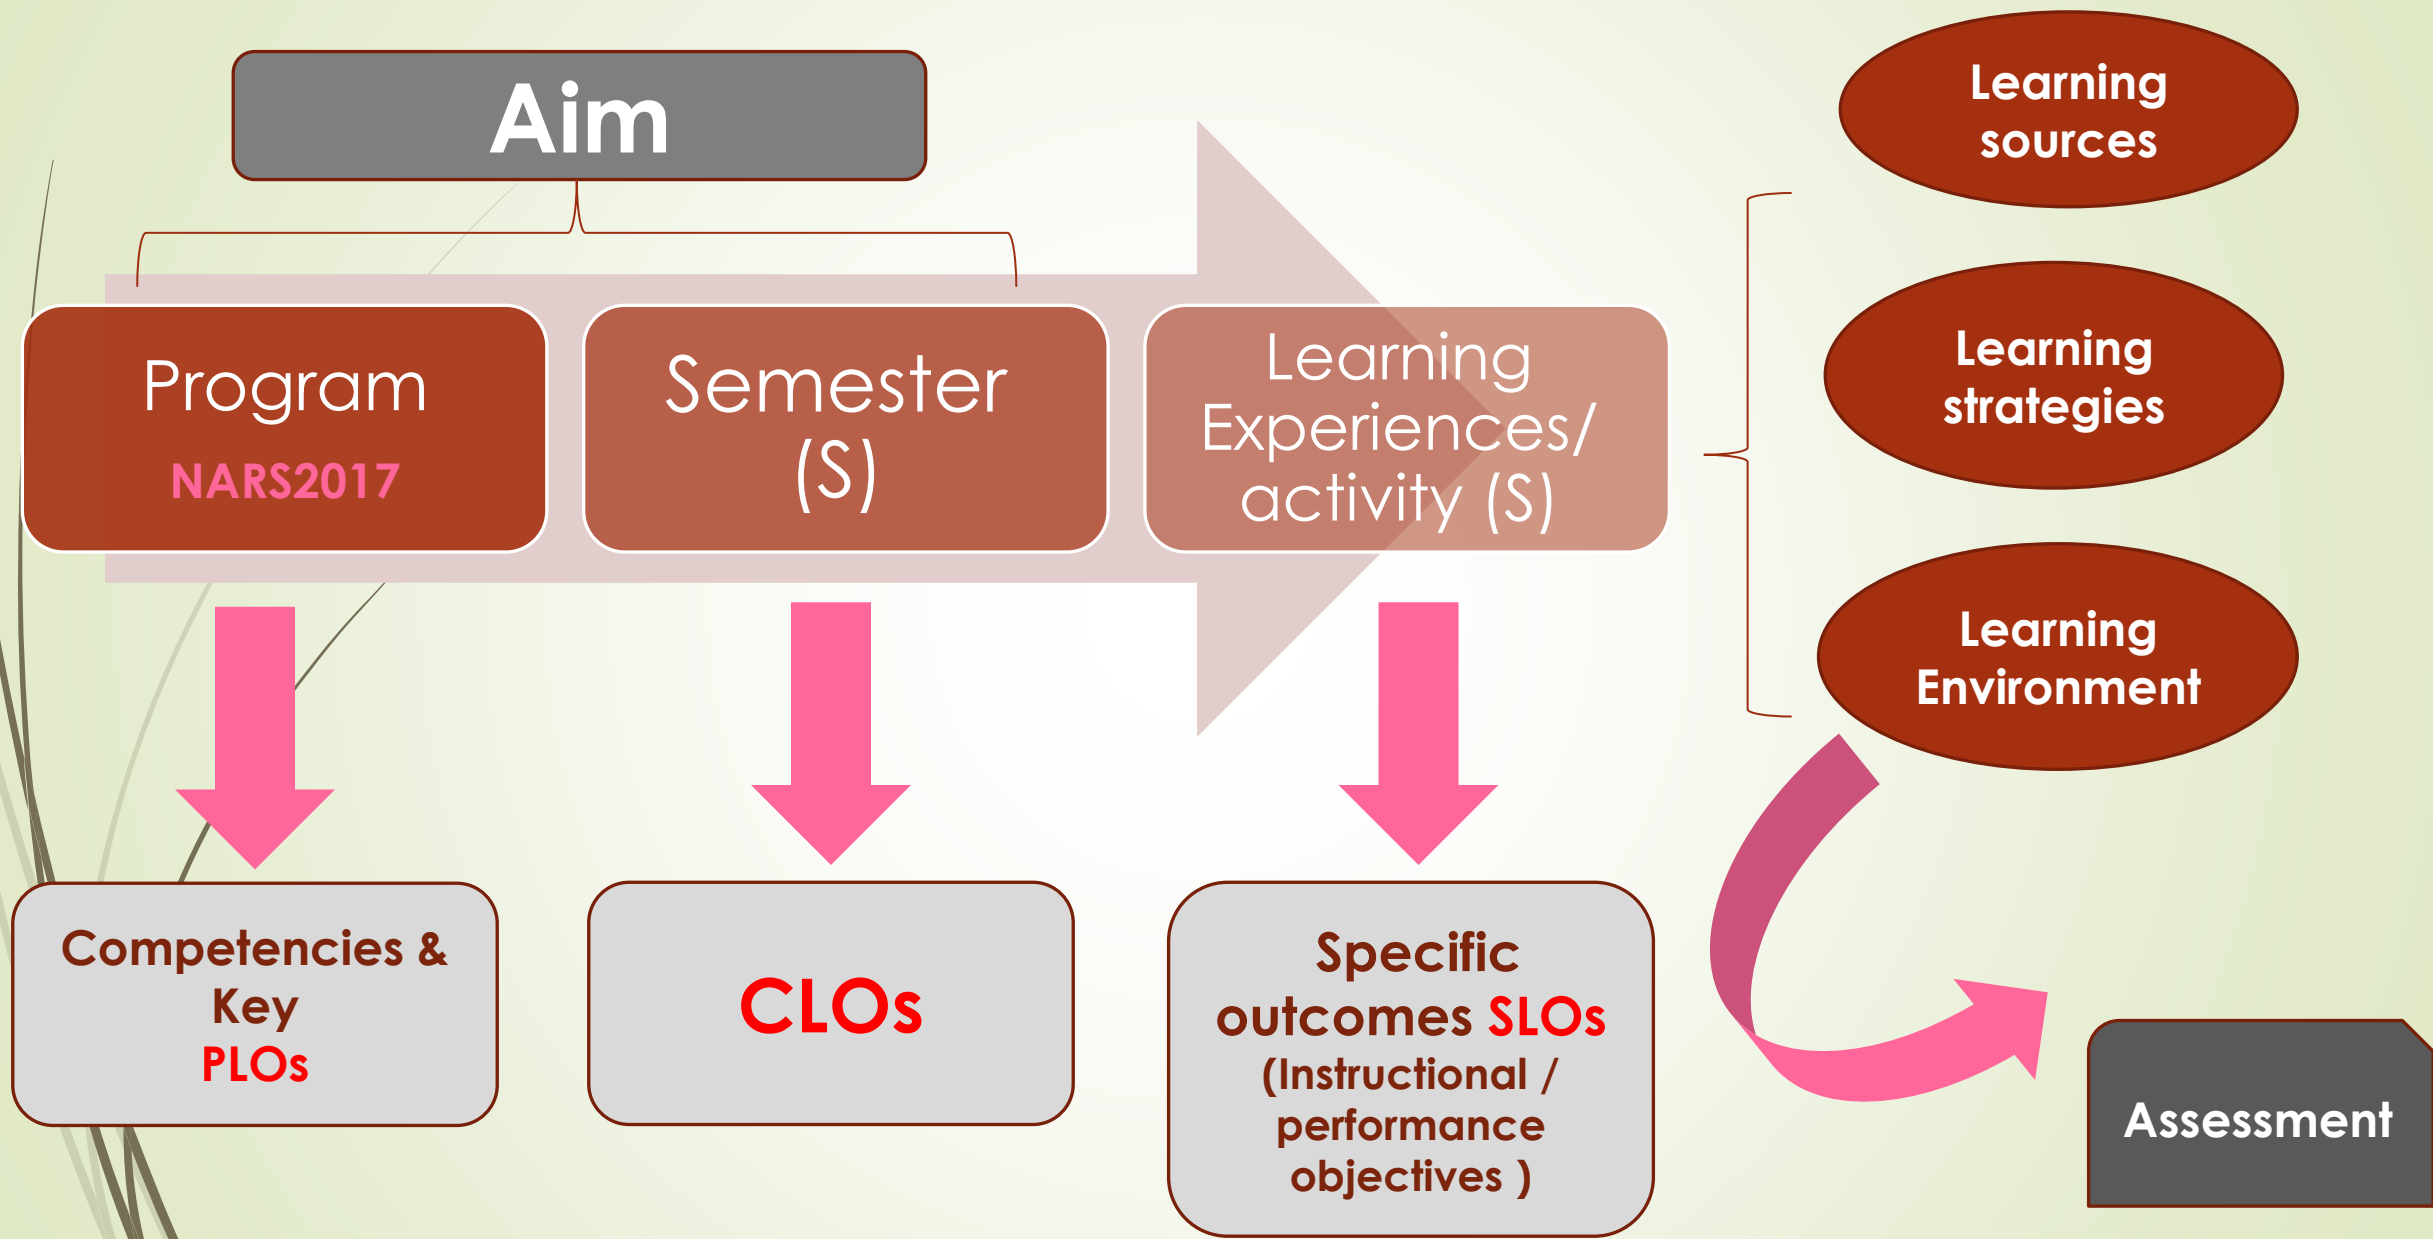 Aim
Program
NARS2017
Semester
(S)
Learning
Experiences/
activity (S)
Learning
sources
Learning
strategies
Learning
Environment
Competencies &
Key
PLOs
CLOs
Specific
outcomes SLOs
(Instructional /
performance
objectives )
Assessment